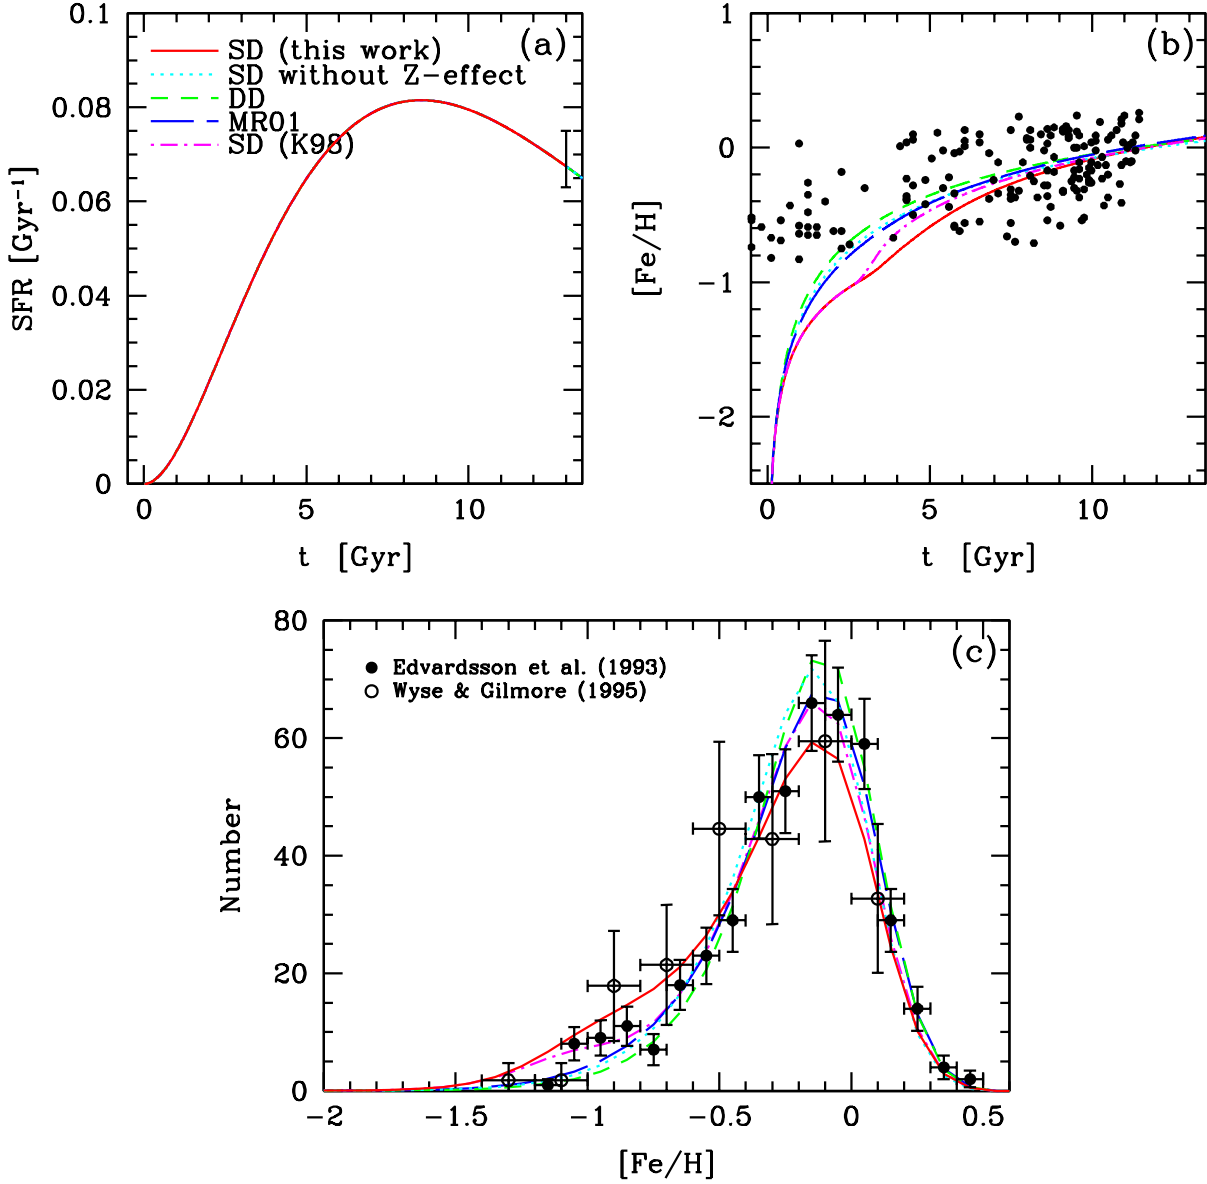 (a)
SD (this work)
SD without Z-effect
DD
MR01
SD (K98)
0.1
0.08
0.06
0.04
0.02
0
SFR [Gyr⁻¹]
0 5 10
t [Gyr]
(b)
1
0
-1
-2
[Fe/H]
0 5 10
t [Gyr]
(c)
Edvardsson et al. (1993)
Wyse & Gilmore (1995)
80
60
40
20
0
Number
-2 -1.5 -1 -0.5 0 0.5
[Fe/H]